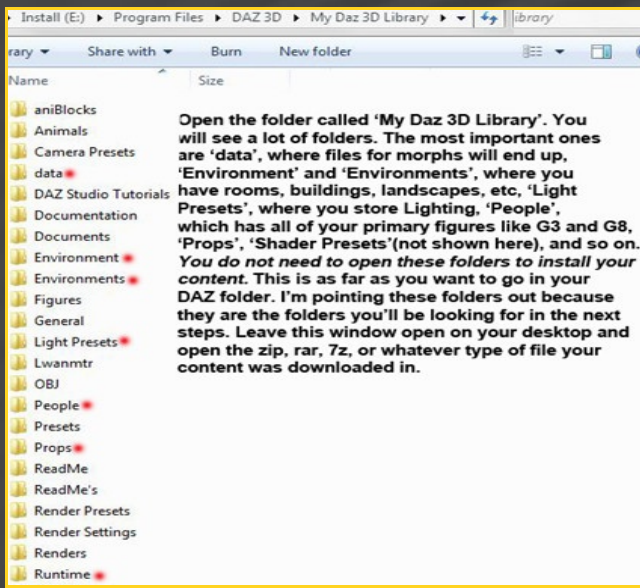 Install (E:) ▸ Program Files ▸ DAZ 3D ▸ My Daz 3D Library ▸ library
rary Share with Burn New folder
Name Size
aniBlocks
Animals
Camera Presets
data
DAZ Studio Tutorials
Documentation
Documents
Environment
Environments
Figures
General
Light Presets
Lwanmtr
OBJ
People
Presets
Props
ReadMe
ReadMe's
Render Presets
Render Settings
Renders
Runtime
Open the folder called ‘My Daz 3D Library’. You
will see a lot of folders. The most important ones
are ‘data’, where files for morphs will end up,
‘Environment’ and ‘Environments’, where you
have rooms, buildings, landscapes, etc, ‘Light
Presets’, where you store Lighting, ‘People’,
which has all of your primary figures like G3 and G8,
‘Props’, ‘Shader Presets’(not shown here), and so on.
You do not need to open these folders to install your
content. This is as far as you want to go in your
DAZ folder. I’m pointing these folders out because
they are the folders you’ll be looking for in the next
steps. Leave this window open on your desktop and
open the zip, rar, 7z, or whatever type of file your
content was downloaded in.